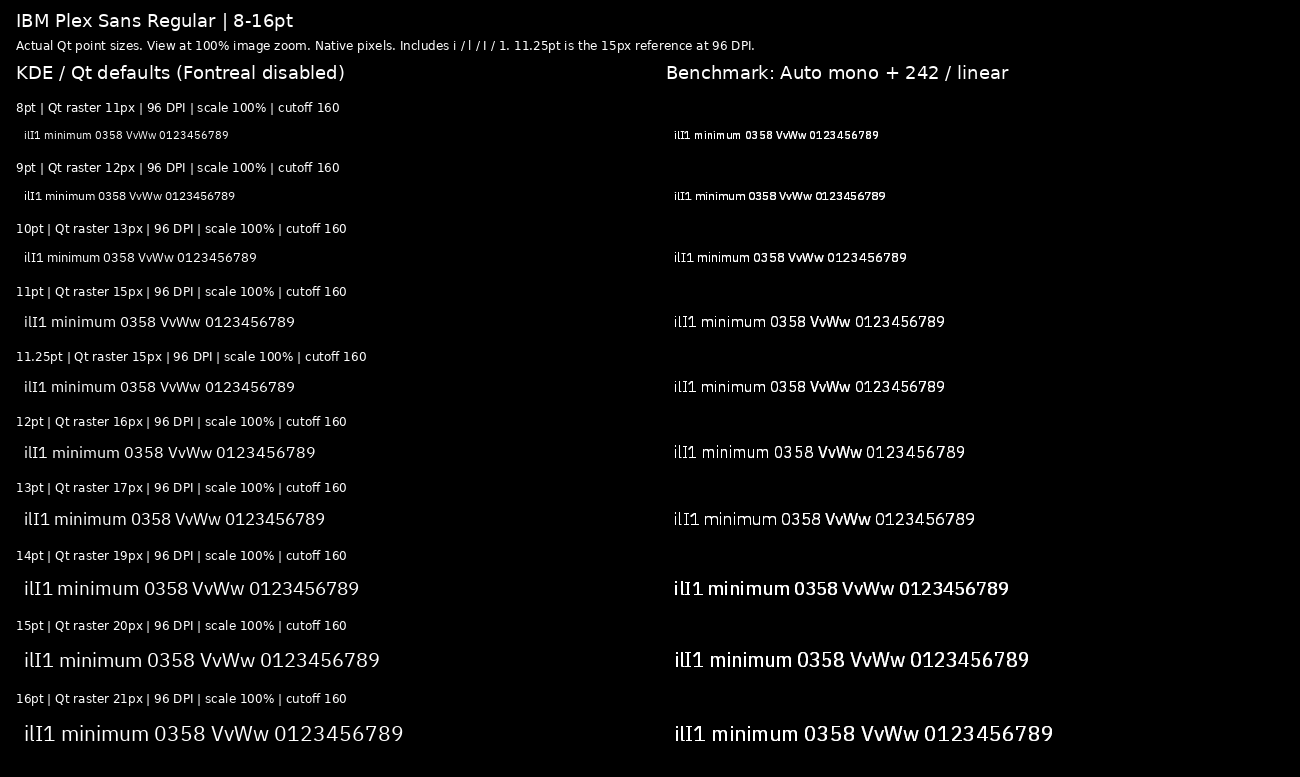 IBM Plex Sans Regular | 8-16pt
Actual Qt point sizes. View at 100% image zoom. Native pixels. Includes i / l / I / 1. 11.25pt is the 15px reference at 96 DPI.
KDE / Qt defaults (Fontreal disabled)
Benchmark: Auto mono + 242 / linear
8pt | Qt raster 11px | 96 DPI | scale 100% | cutoff 160
ilI1 minimum 0358 VvWw 0123456789
ilI1 minimum 0358 VvWw 0123456789
9pt | Qt raster 12px | 96 DPI | scale 100% | cutoff 160
ilI1 minimum 0358 VvWw 0123456789
ilI1 minimum 0358 VvWw 0123456789
10pt | Qt raster 13px | 96 DPI | scale 100% | cutoff 160
ilI1 minimum 0358 VvWw 0123456789
ilI1 minimum 0358 VvWw 0123456789
11pt | Qt raster 15px | 96 DPI | scale 100% | cutoff 160
ilI1 minimum 0358 VvWw 0123456789
ilI1 minimum 0358 VvWw 0123456789
11.25pt | Qt raster 15px | 96 DPI | scale 100% | cutoff 160
ilI1 minimum 0358 VvWw 0123456789
ilI1 minimum 0358 VvWw 0123456789
12pt | Qt raster 16px | 96 DPI | scale 100% | cutoff 160
ilI1 minimum 0358 VvWw 0123456789
ilI1 minimum 0358 VvWw 0123456789
13pt | Qt raster 17px | 96 DPI | scale 100% | cutoff 160
ilI1 minimum 0358 VvWw 0123456789
ilI1 minimum 0358 VvWw 0123456789
14pt | Qt raster 19px | 96 DPI | scale 100% | cutoff 160
ilI1 minimum 0358 VvWw 0123456789
ilI1 minimum 0358 VvWw 0123456789
15pt | Qt raster 20px | 96 DPI | scale 100% | cutoff 160
ilI1 minimum 0358 VvWw 0123456789
ilI1 minimum 0358 VvWw 0123456789
16pt | Qt raster 21px | 96 DPI | scale 100% | cutoff 160
ilI1 minimum 0358 VvWw 0123456789
ilI1 minimum 0358 VvWw 0123456789